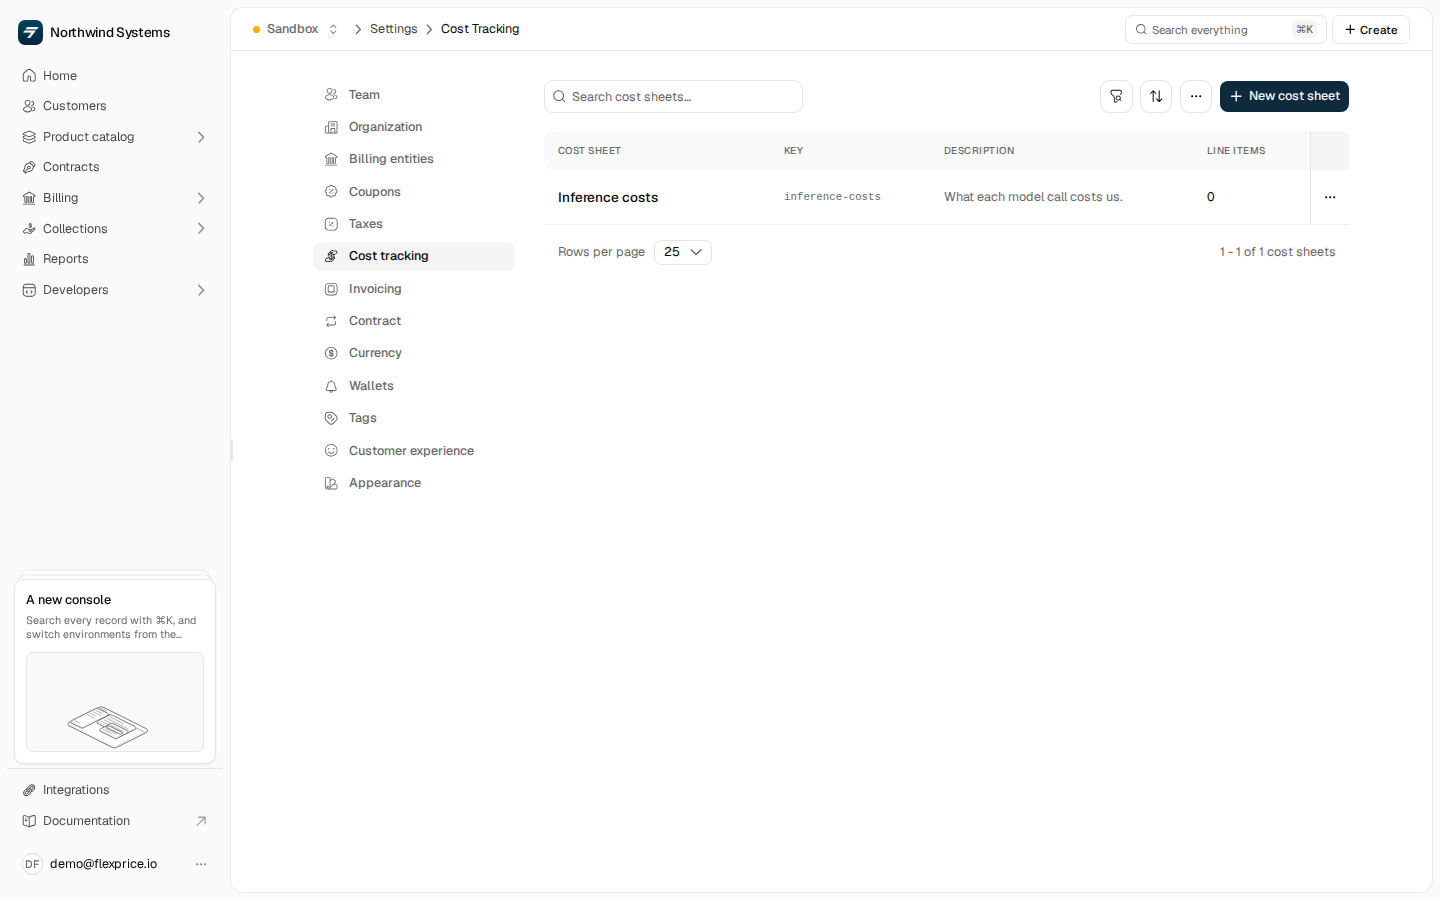 Northwind Systems
Sandbox
Settings
Cost Tracking
Search everything
⌘K
Create
Home
Customers
Product catalog
Contracts
Billing
Collections
Reports
Developers
Team
Organization
Billing entities
Coupons
Taxes
Cost tracking
Invoicing
Contract
Currency
Wallets
Tags
Customer experience
Appearance
Search cost sheets...
New cost sheet
COST SHEET
KEY
DESCRIPTION
LINE ITEMS
Inference costs
inference-costs
What each model call costs us.
0
Rows per page
25
1 - 1 of 1 cost sheets
A new console
Search every record with ⌘K, and
switch environments from the...
Integrations
Documentation
DF
demo@flexprice.io